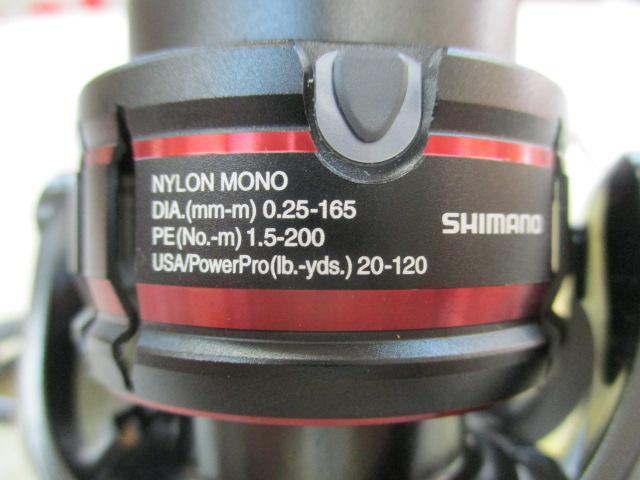 NYLON MONO
DIA.(mm-m) 0.25-165
PE(No.-m) 1.5-200
USA/PowerPro(lb.-yds.) 20-120
SHIMANO